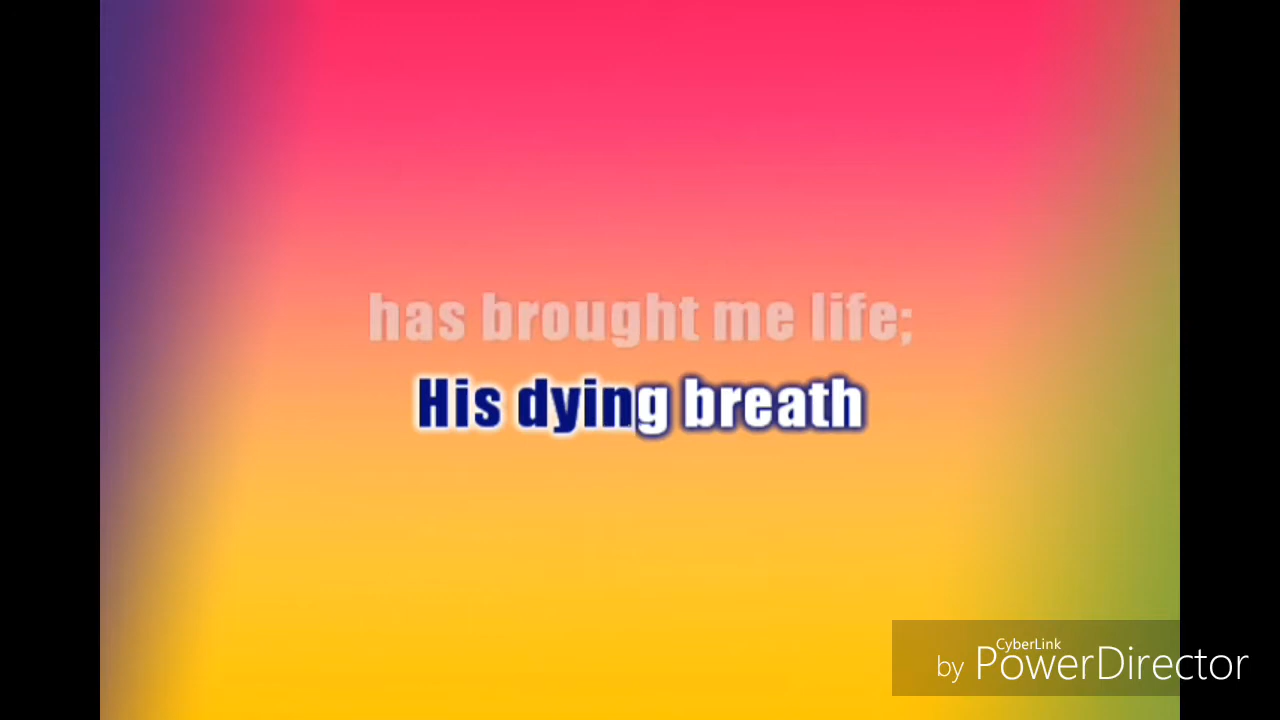 has brought me life;
His dying breath
CyberLink
by PowerDirector